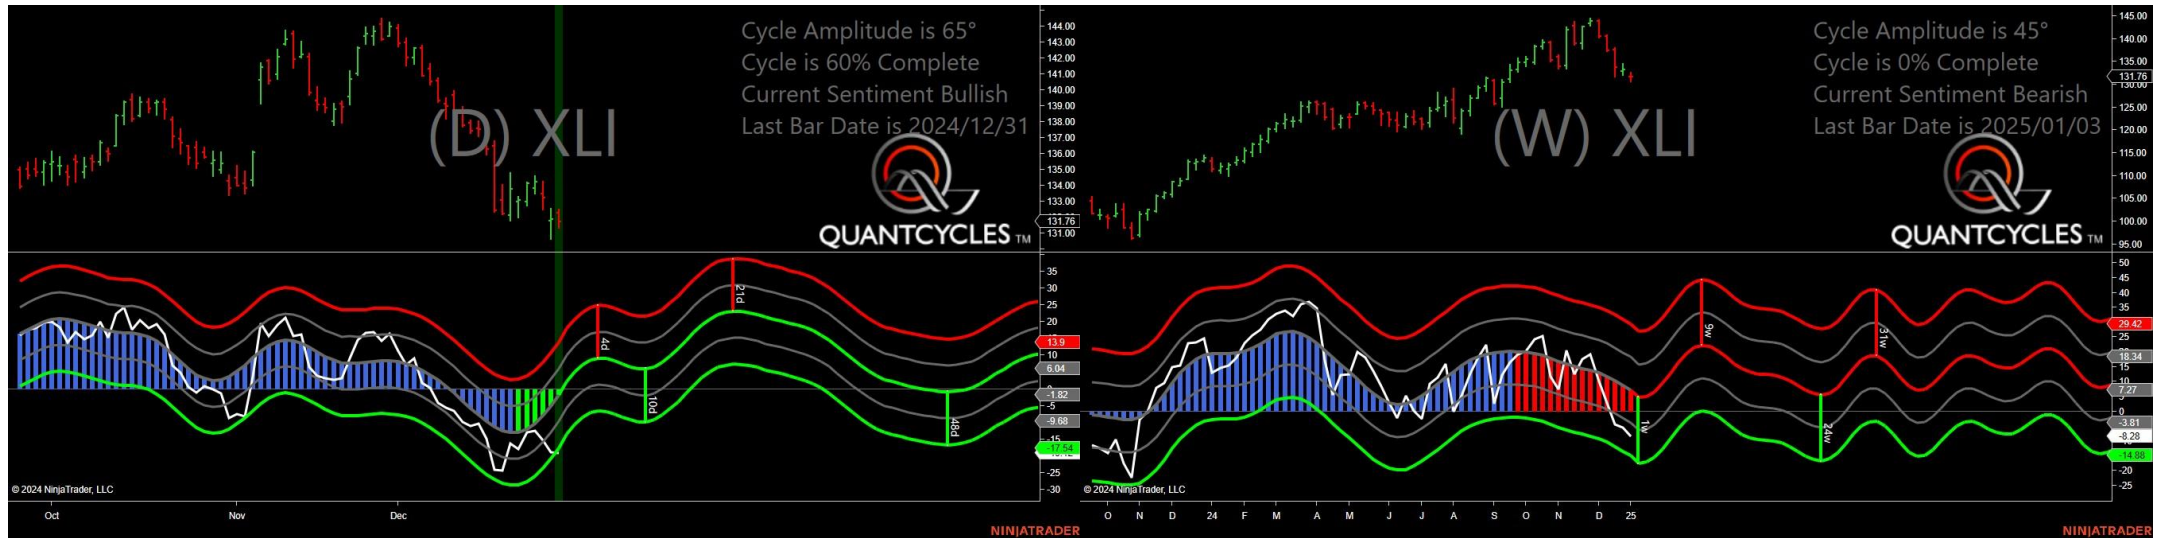 Cycle Amplitude is 65°
Cycle is 60% Complete
Current Sentiment Bullish
Last Bar Date is 2024/12/31
(D) XLI
QUANTCYCLES TM
144.00
143.00
142.00
141.00
140.00
139.00
138.00
137.00
136.00
135.00
134.00
133.00
131.76
131.00
35
30
25
20
13.9
10
6.04
-1.82
-5
-9.68
-15
-17.54
-25
-30
4d
10d
21d
48d
© 2024 NinjaTrader, LLC
Oct Nov Dec
NINJATRADER
Cycle Amplitude is 45°
Cycle is 0% Complete
Current Sentiment Bearish
Last Bar Date is 2025/01/03
(W) XLI
QUANTCYCLES TM
145.00
140.00
135.00
131.76
130.00
125.00
120.00
115.00
110.00
105.00
100.00
95.00
50
45
40
35
29.42
25
18.34
15
10
7.27
5
0
-3.81
-8.28
-14.88
-20
-25
1w
9w
24w
31w
© 2024 NinjaTrader, LLC
O N D 24 F M A M J J A S O N D 25
NINJATRADER